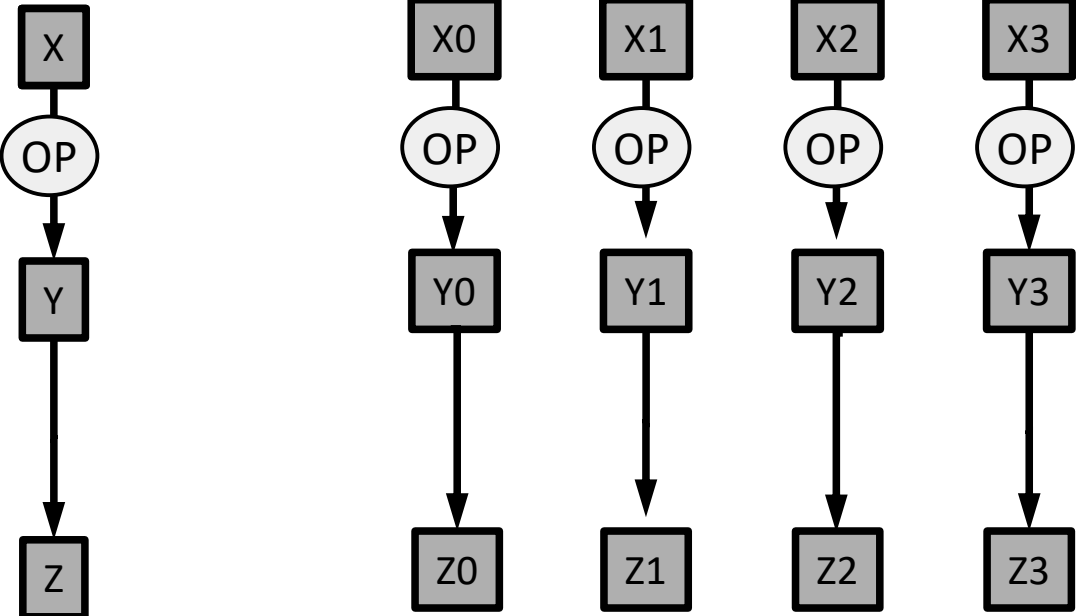 X X0 X1 X2 X3
OP OP OP OP OP
Y Y0 Y1 Y2 Y3
Z Z0 Z1 Z2 Z3